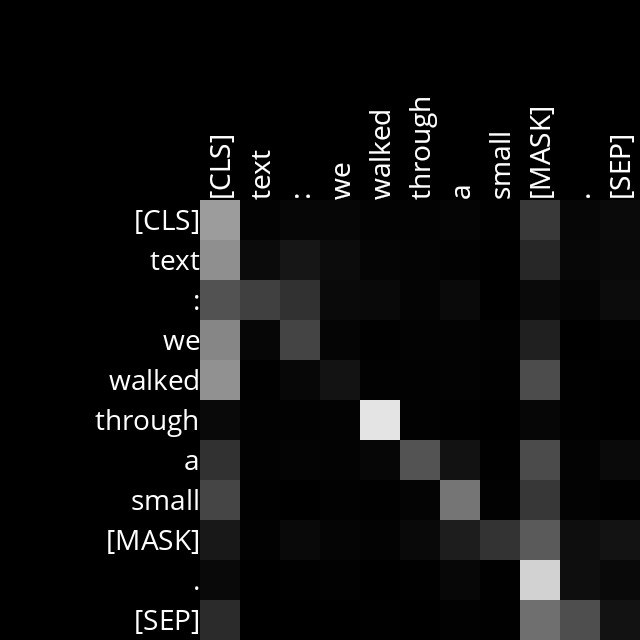 [CLS] text : we walked through a small [MASK] . [SEP]
[CLS]
text
:
we
walked
through
a
small
[MASK]
.
[SEP]